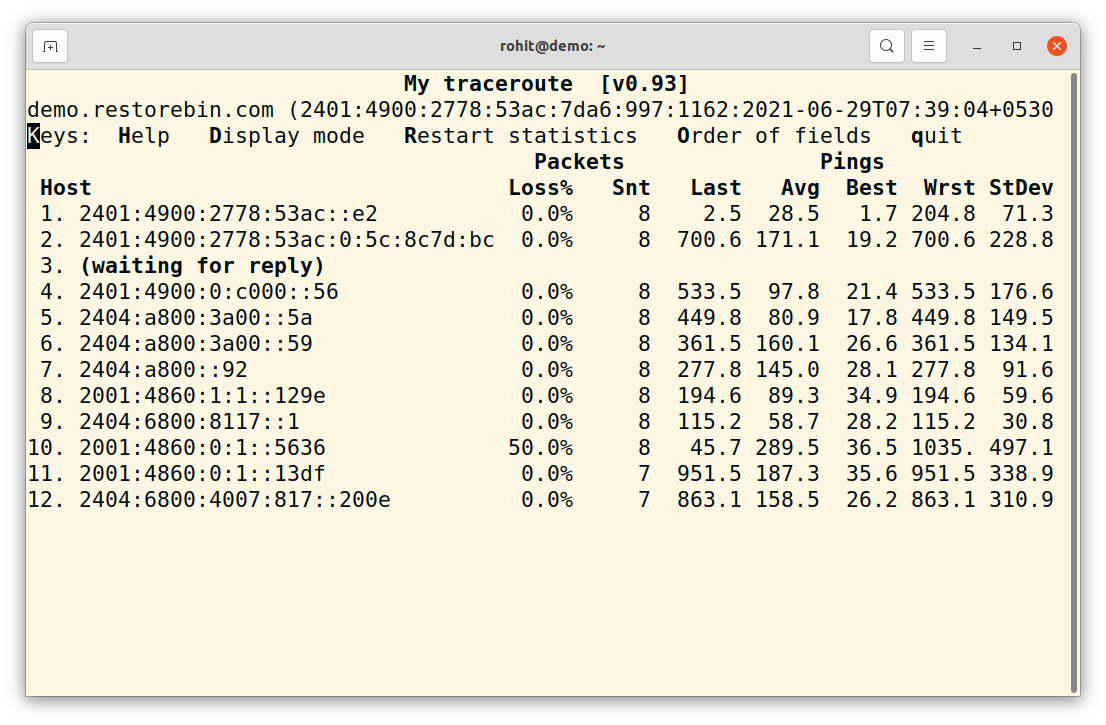 rohit@demo: ~
My traceroute  [v0.93]
demo.restorebin.com (2401:4900:2778:53ac:7da6:997:1162:2021-06-29T07:39:04+0530
Keys:  Help   Display mode   Restart statistics   Order of fields   quit
Packets               Pings
Host                                Loss%   Snt   Last   Avg  Best  Wrst StDev
1. 2401:4900:2778:53ac::e2           0.0%     8    2.5  28.5   1.7 204.8  71.3
2. 2401:4900:2778:53ac:0:5c:8c7d:bc  0.0%     8  700.6 171.1  19.2 700.6 228.8
3. (waiting for reply)
4. 2401:4900:0:c000::56              0.0%     8  533.5  97.8  21.4 533.5 176.6
5. 2404:a800:3a00::5a                0.0%     8  449.8  80.9  17.8 449.8 149.5
6. 2404:a800:3a00::59                0.0%     8  361.5 160.1  26.6 361.5 134.1
7. 2404:a800::92                     0.0%     8  277.8 145.0  28.1 277.8  91.6
8. 2001:4860:1:1::129e               0.0%     8  194.6  89.3  34.9 194.6  59.6
9. 2404:6800:8117::1                 0.0%     8  115.2  58.7  28.2 115.2  30.8
10. 2001:4860:0:1::5636              50.0%     8   45.7 289.5  36.5 1035. 497.1
11. 2001:4860:0:1::13df               0.0%     7  951.5 187.3  35.6 951.5 338.9
12. 2404:6800:4007:817::200e          0.0%     7  863.1 158.5  26.2 863.1 310.9